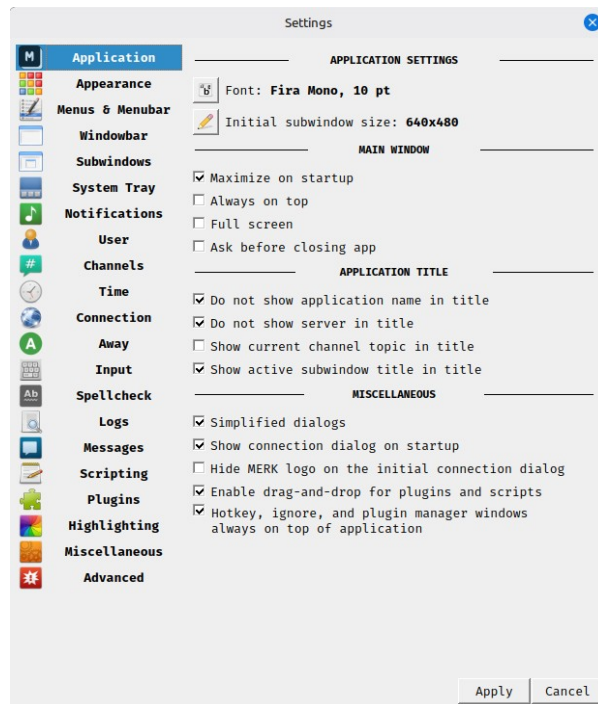 Settings
M
Application
Appearance
Menus & Menubar
Windowbar
Subwindows
System Tray
Notifications
User
#
Channels
Time
Connection
A
Away
Input
Ab
Spellcheck
Logs
Messages
Scripting
Plugins
Highlighting
Miscellaneous
Advanced
APPLICATION SETTINGS
Font: Fira Mono, 10 pt
Initial subwindow size: 640x480
MAIN WINDOW
Maximize on startup
Always on top
Full screen
Ask before closing app
APPLICATION TITLE
Do not show application name in title
Do not show server in title
Show current channel topic in title
Show active subwindow title in title
MISCELLANEOUS
Simplified dialogs
Show connection dialog on startup
Hide MERK logo on the initial connection dialog
Enable drag-and-drop for plugins and scripts
Hotkey, ignore, and plugin manager windows
always on top of application
Apply
Cancel